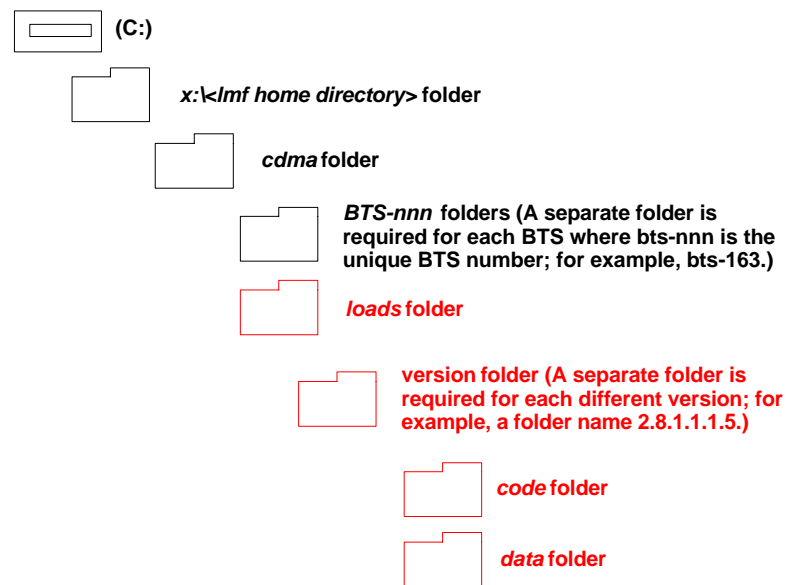 (C:)
x:\<lmf home directory> folder
cdma folder
BTS-nnn folders (A separate folder is
required for each BTS where bts-nnn is the
unique BTS number; for example, bts-163.)
loads folder
version folder (A separate folder is
required for each different version; for
example, a folder name 2.8.1.1.1.5.)
code folder
data folder